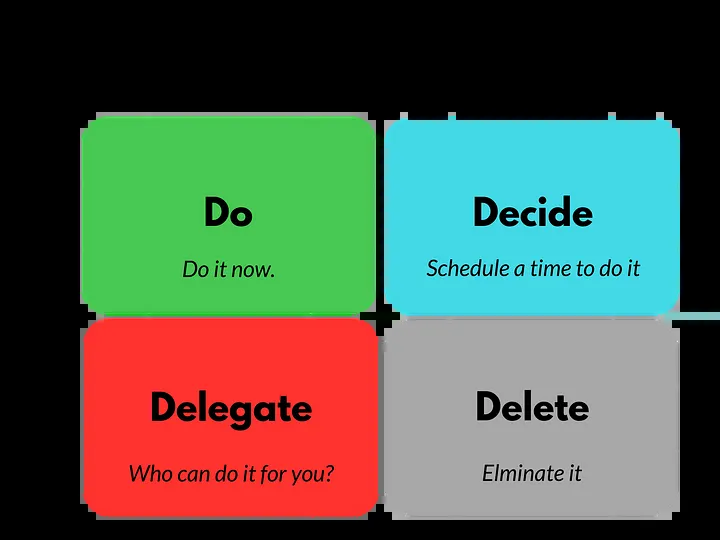 Do
Do it now.
Decide
Schedule a time to do it
Delegate
Who can do it for you?
Delete
Elminate it